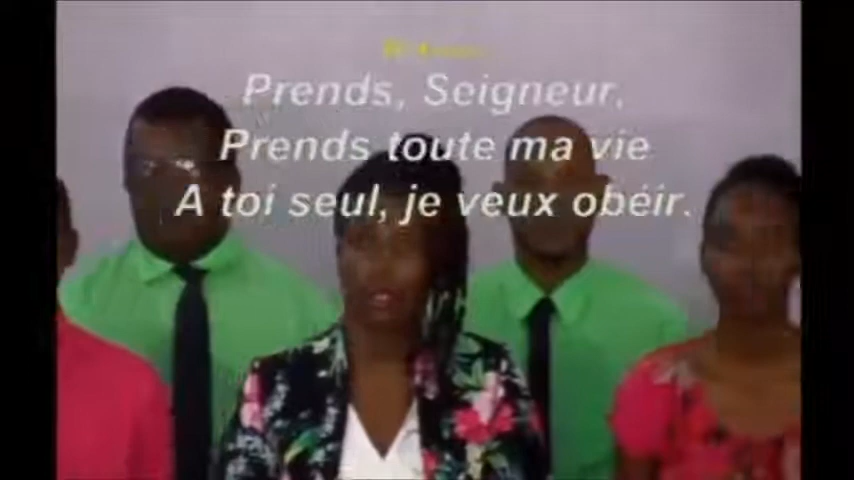 Prends, Seigneur,
Prends toute ma vie
A toi seul, je veux obéir.